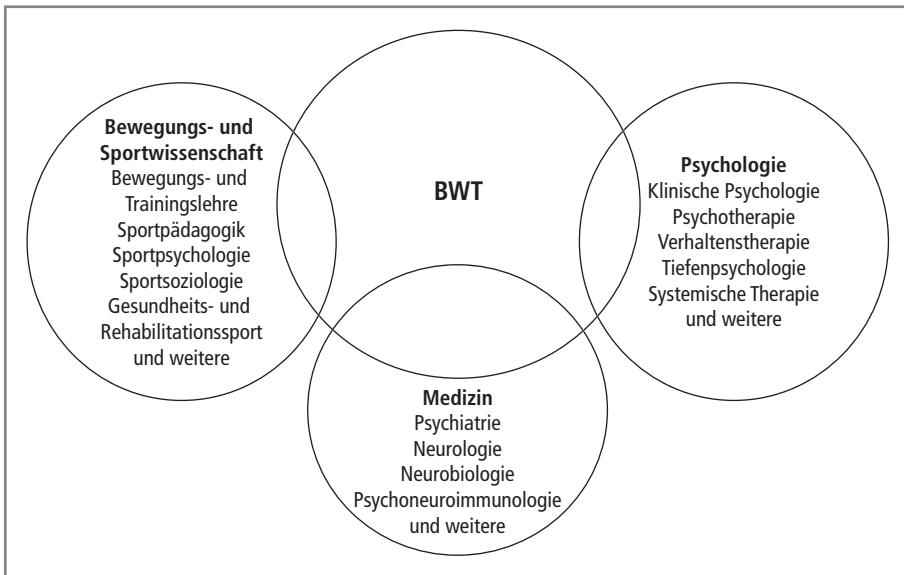 Bewegungs- und
Sportwissenschaft
Bewegungs- und
Trainingslehre
Sportpädagogik
Sportpsychologie
Sportsoziologie
Gesundheits- und
Rehabilitationssport
und weitere
BWT
Psychologie
Klinische Psychologie
Psychotherapie
Verhaltenstherapie
Tiefenpsychologie
Systemische Therapie
und weitere
Medizin
Psychiatrie
Neurologie
Neurobiologie
Psychoneuroimmunologie
und weitere